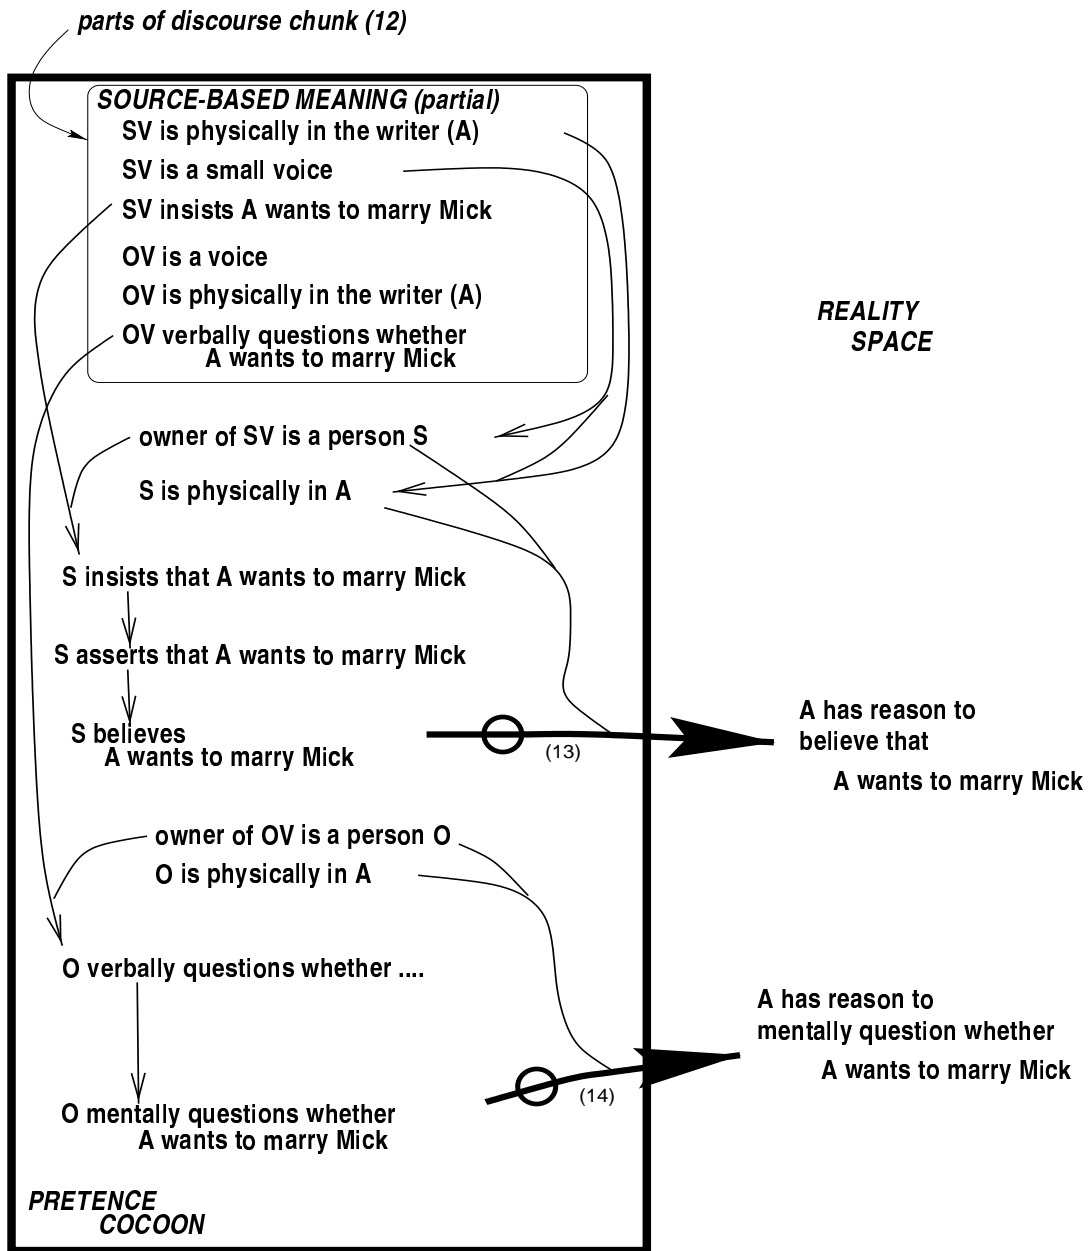 parts of discourse chunk (12)
SOURCE-BASED MEANING (partial)
SV is physically in the writer (A)
SV is a small voice
SV insists A wants to marry Mick
OV is a voice
OV is physically in the writer (A)
OV verbally questions whether
A wants to marry Mick
REALITY
SPACE
owner of SV is a person S
S is physically in A
S insists that A wants to marry Mick
S asserts that A wants to marry Mick
S believes
A wants to marry Mick
(13)
A has reason to
believe that
A wants to marry Mick
owner of OV is a person O
O is physically in A
O verbally questions whether ....
O mentally questions whether
A wants to marry Mick
(14)
A has reason to
mentally question whether
A wants to marry Mick
PRETENCE
COCOON